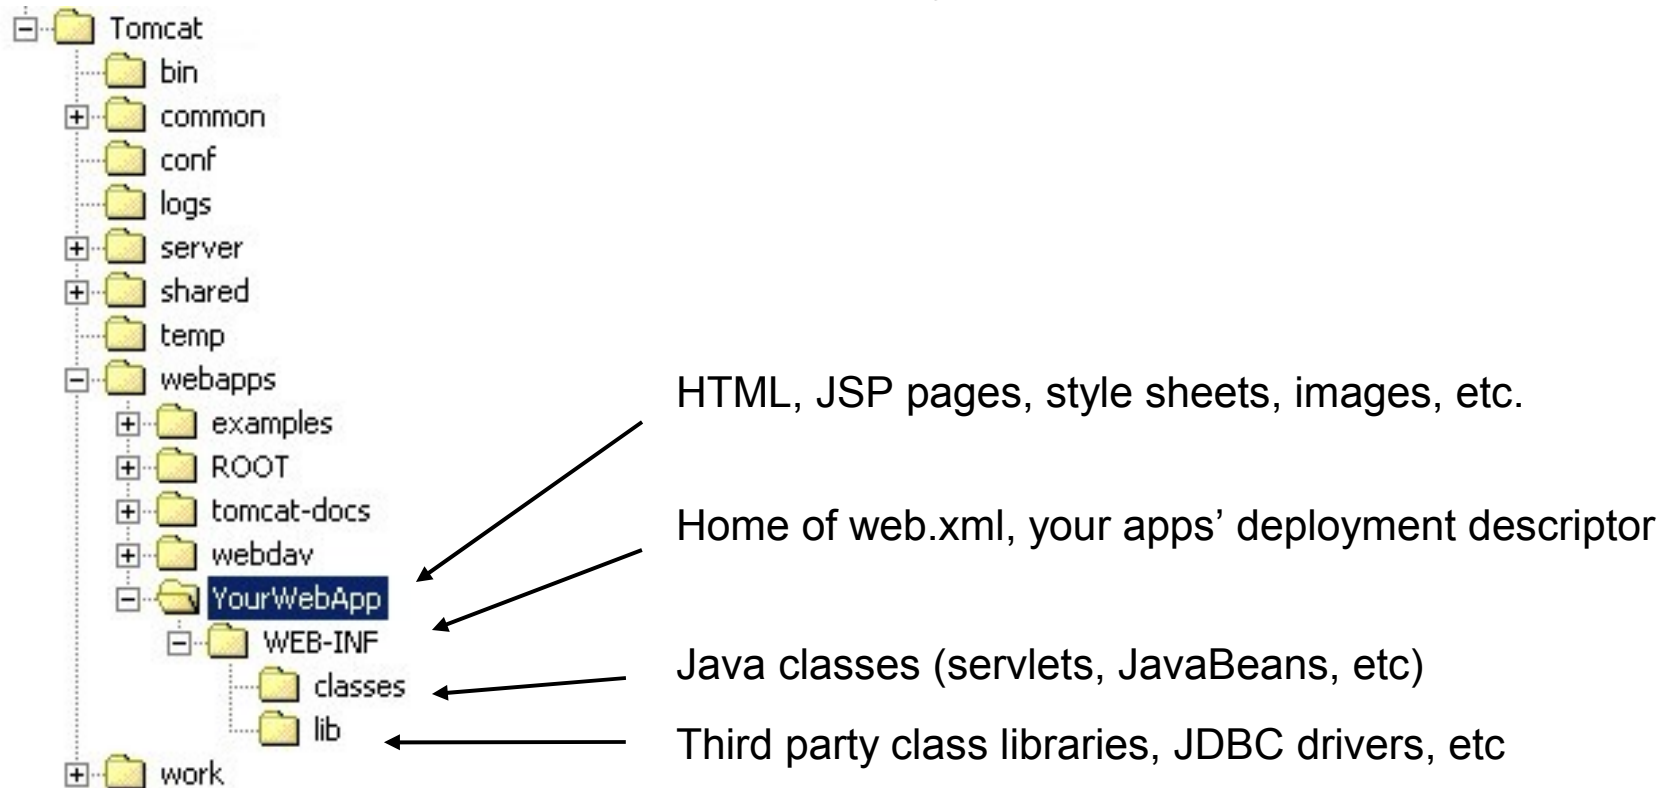 Tomcat
bin
common
conf
logs
server
shared
temp
webapps
HTML, JSP pages, style sheets, images, etc.
examples
ROOT
tomcat-docs
Home of web.xml, your apps’ deployment descriptor
webdav
YourWebApp
WEB-INF
Java classes (servlets, JavaBeans, etc)
classes
lib
Third party class libraries, JDBC drivers, etc
work